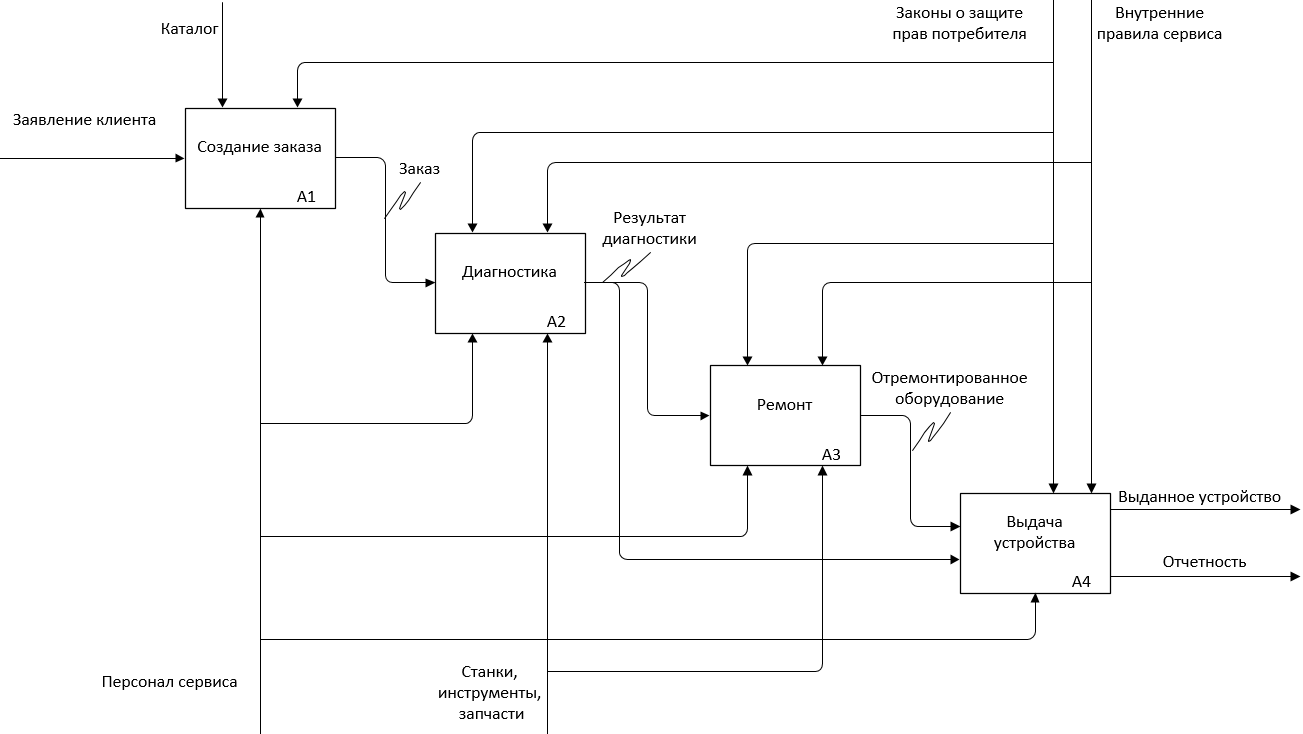 Законы о защите
прав потребителя
Внутренние
правила сервиса
Каталог
Заявление клиента
Создание заказа
A1
Заказ
Результат
диагностики
Диагностика
A2
Отремонтированное
оборудование
Ремонт
A3
Выданное устройство
Выдача
устройства
A4
Отчетность
Персонал сервиса
Станки,
инструменты,
запчасти